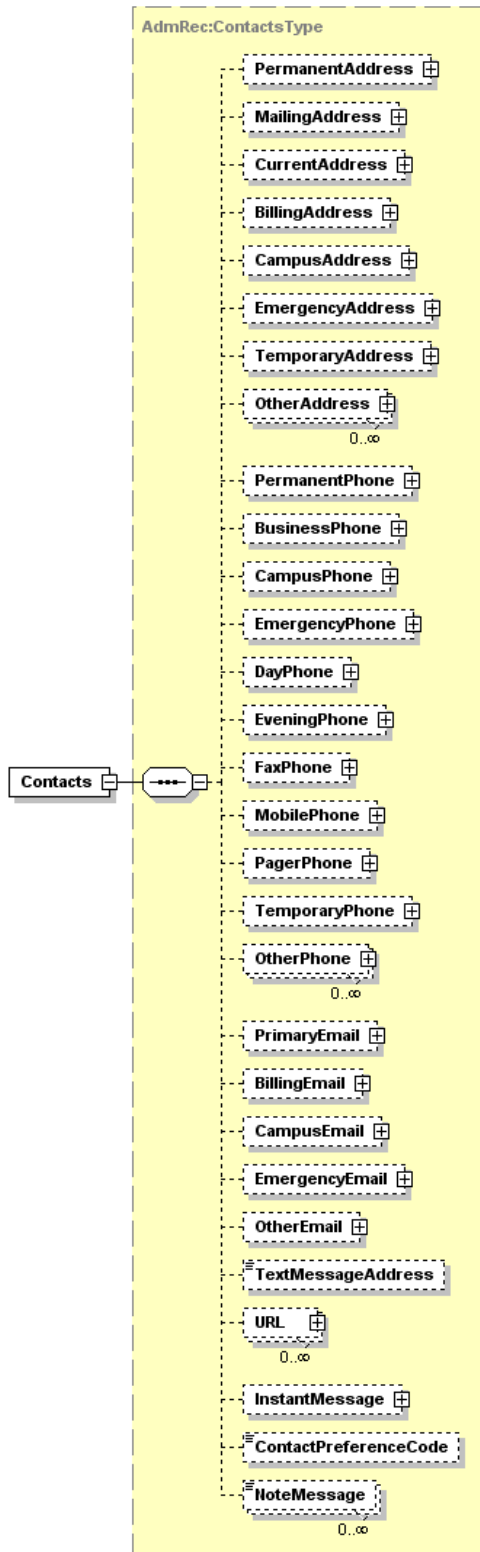 AdmRec:ContactsType
PermanentAddress
MailingAddress
CurrentAddress
BillingAddress
CampusAddress
EmergencyAddress
TemporaryAddress
OtherAddress
0..∞
PermanentPhone
BusinessPhone
CampusPhone
EmergencyPhone
DayPhone
EveningPhone
Contacts
FaxPhone
MobilePhone
PagerPhone
TemporaryPhone
OtherPhone
0..∞
PrimaryEmail
BillingEmail
CampusEmail
EmergencyEmail
OtherEmail
TextMessageAddress
URL
0..∞
InstantMessage
ContactPreferenceCode
NoteMessage
0..∞